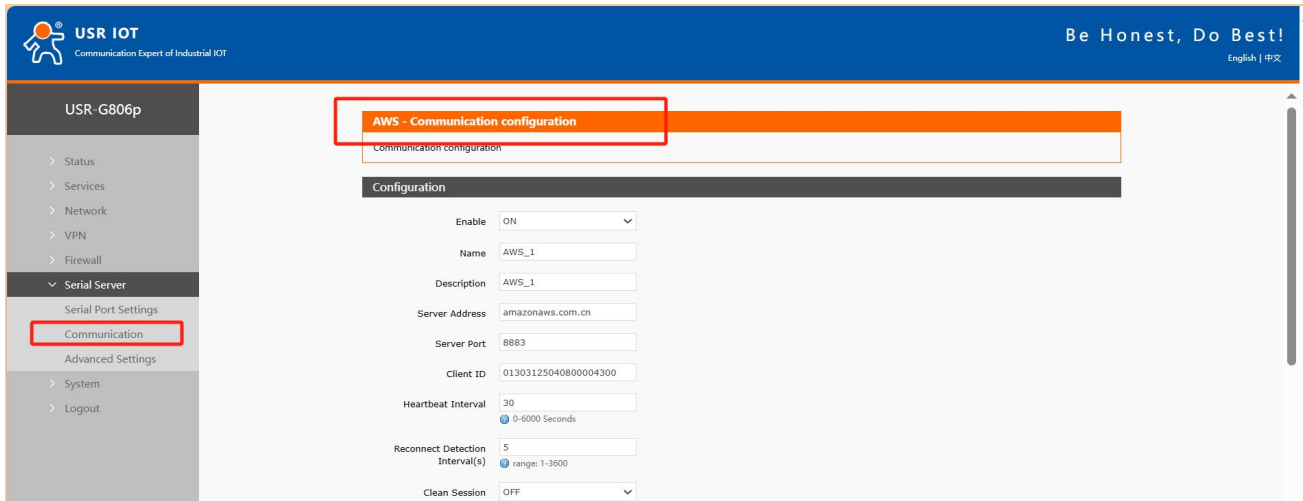 USR IOT
Communication Expert of Industrial IOT
Be Honest, Do Best!
English | 中文
USR-G806p
Status
Services
Network
VPN
Firewall
Serial Server
Serial Port Settings
Communication
Advanced Settings
System
Logout
AWS - Communication configuration
Communication configuration
Configuration
Enable ON
Name AWS_1
Description AWS_1
Server Address amazonaws.com.cn
Server Port 8883
Client ID 01303125040800004300
Heartbeat Interval 30
0-6000 Seconds
Reconnect Detection Interval(s) 5
range: 1-3600
Clean Session OFF